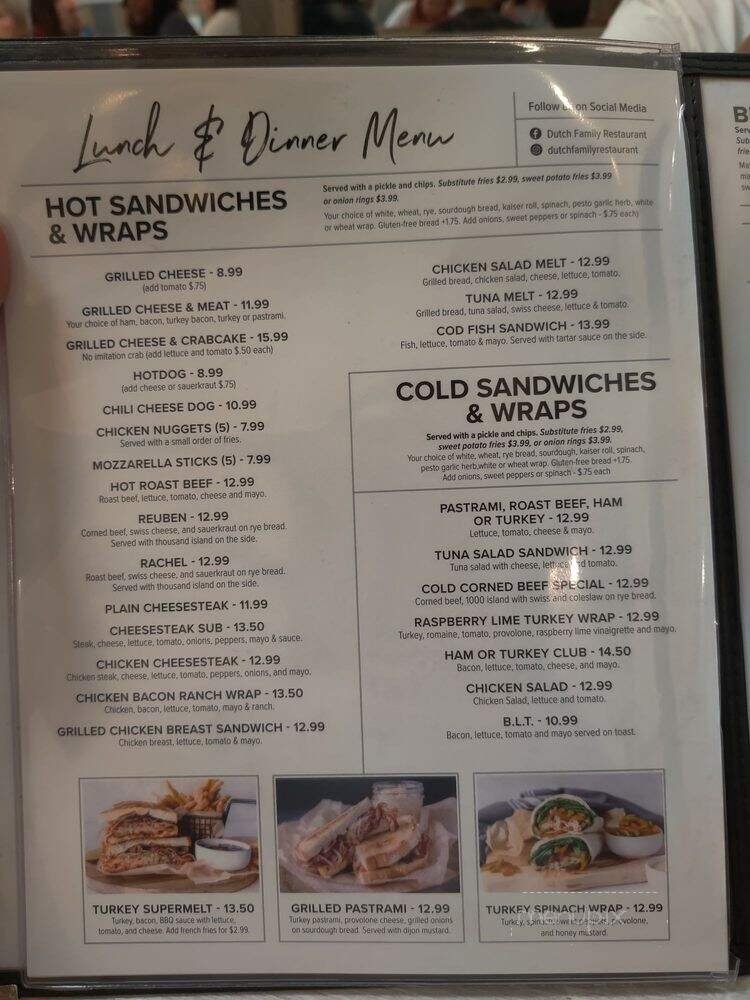 Lunch & Dinner Menu
Follow us on Social Media
Dutch Family Restaurant
dutchfamilyrestaurant
HOT SANDWICHES
& WRAPS
Served with a pickle and chips. Substitute fries $2.99, sweet potato fries $3.99
or onion rings $3.99.
Your choice of white, wheat, rye, sourdough bread, kaiser roll, spinach, pesto garlic herb, white
or wheat wrap. Gluten-free bread +1.75. Add onions, sweet peppers or spinach - $.75 each)
GRILLED CHEESE - 8.99
(add tomato $.75)
GRILLED CHEESE & MEAT - 11.99
Your choice of ham, bacon, turkey bacon, turkey or pastrami.
GRILLED CHEESE & CRABCAKE - 15.99
No imitation crab (add lettuce and tomato $.50 each)
HOTDOG - 8.99
(add cheese or sauerkraut $.75)
CHILI CHEESE DOG - 10.99
CHICKEN NUGGETS (5) - 7.99
Served with a small order of fries.
MOZZARELLA STICKS (5) - 7.99
HOT ROAST BEEF - 12.99
Roast beef, lettuce, tomato, cheese and mayo.
REUBEN - 12.99
Corned beef, swiss cheese, and sauerkraut on rye bread.
Served with thousand island on the side.
RACHEL - 12.99
Roast beef, swiss cheese, and sauerkraut on rye bread.
Served with thousand island on the side.
PLAIN CHEESESTEAK - 11.99
CHEESESTEAK SUB - 13.50
Steak, cheese, lettuce, tomato, onions, peppers, mayo & sauce.
CHICKEN CHEESESTEAK - 12.99
Chicken steak, cheese, lettuce, tomato, peppers, onions, and mayo.
CHICKEN BACON RANCH WRAP - 13.50
Chicken, bacon, lettuce, tomato, mayo & ranch.
GRILLED CHICKEN BREAST SANDWICH - 12.99
Chicken breast, lettuce, tomato & mayo.
CHICKEN SALAD MELT - 12.99
Grilled bread, chicken salad, cheese, lettuce, tomato.
TUNA MELT - 12.99
Grilled bread, tuna salad, swiss cheese, lettuce & tomato.
COD FISH SANDWICH - 13.99
Fish, lettuce, tomato & mayo. Served with tartar sauce on the side.
COLD SANDWICHES
& WRAPS
Served with a pickle and chips. Substitute fries $2.99,
sweet potato fries $3.99, or onion rings $3.99.
Your choice of white, wheat, rye bread, sourdough, kaiser roll, spinach,
pesto garlic herb,white or wheat wrap. Gluten-free bread +1.75.
Add onions, sweet peppers or spinach - $.75 each
PASTRAMI, ROAST BEEF, HAM
OR TURKEY - 12.99
Lettuce, tomato, cheese & mayo.
TUNA SALAD SANDWICH - 12.99
Tuna salad with cheese, lettuce and tomato.
COLD CORNED BEEF SPECIAL - 12.99
Corned beef, 1000 island with swiss and coleslaw on rye bread.
RASPBERRY LIME TURKEY WRAP - 12.99
Turkey, romaine, tomato, provolone, raspberry lime vinaigrette and mayo.
HAM OR TURKEY CLUB - 14.50
Bacon, lettuce, tomato, cheese, and mayo.
CHICKEN SALAD - 12.99
Chicken Salad, lettuce and tomato.
B.L.T. - 10.99
Bacon, lettuce, tomato and mayo served on toast.
TURKEY SUPERMELT - 13.50
Turkey, bacon, BBQ sauce with lettuce,
tomato, and cheese. Add french fries for $2.99.
GRILLED PASTRAMI - 12.99
Turkey pastrami, provolone cheese, grilled onions
on sourdough bread. Served with dijon mustard.
TURKEY SPINACH WRAP - 12.99
Turkey, spinach, sweet peppers, provolone,
and honey mustard.
menupix